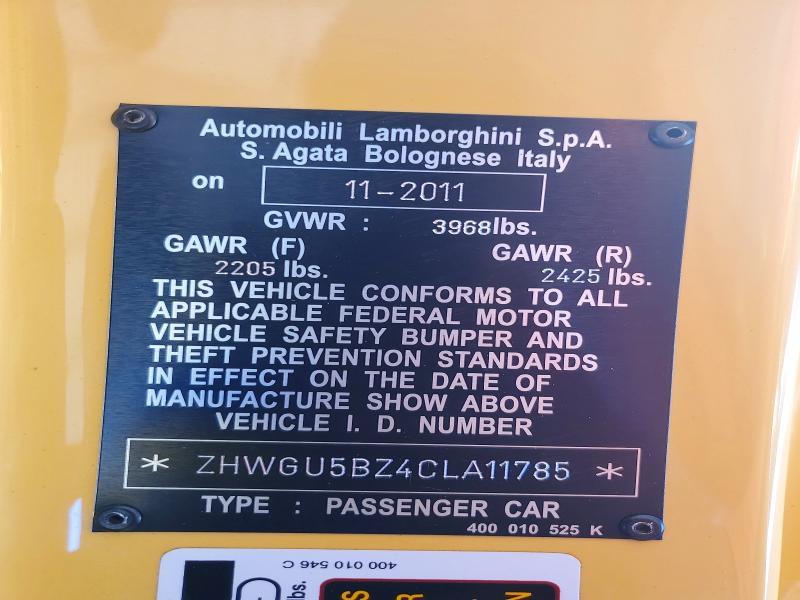 Automobili Lamborghini S.p.A.
S. Agata Bolognese Italy
on 11-2011
GVWR : 3968lbs.
GAWR (F) GAWR (R)
2205 lbs. 2425 lbs.
THIS VEHICLE CONFORMS TO ALL
APPLICABLE FEDERAL MOTOR
VEHICLE SAFETY BUMPER AND
THEFT PREVENTION STANDARDS
IN EFFECT ON THE DATE OF
MANUFACTURE SHOW ABOVE
VEHICLE I. D. NUMBER
* ZHWGU5BZ4CLA11785 *
TYPE : PASSENGER CAR
400 010 525 K
400 010 546 C
lbs.